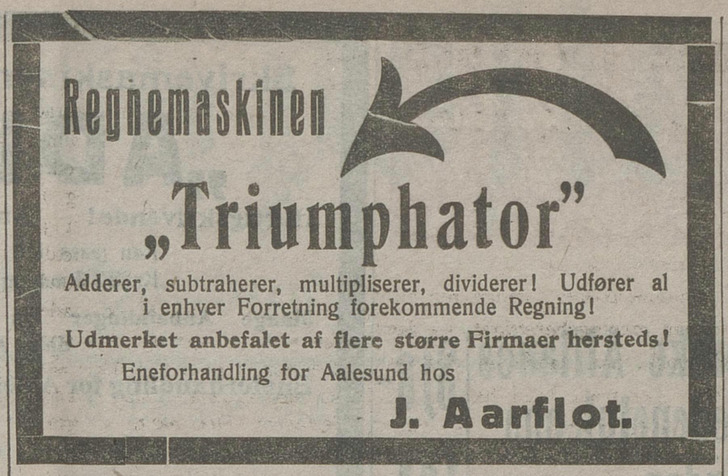 Regnemaskinen
„Triumphator”
Adderer, subtraherer, multipliserer, dividerer! Udfører al
i enhver Forretning forekommende Regning!
Udmerket anbefalet af flere større Firmaer hersteds!
Eneforhandling for Aalesund hos
J. Aarflot.